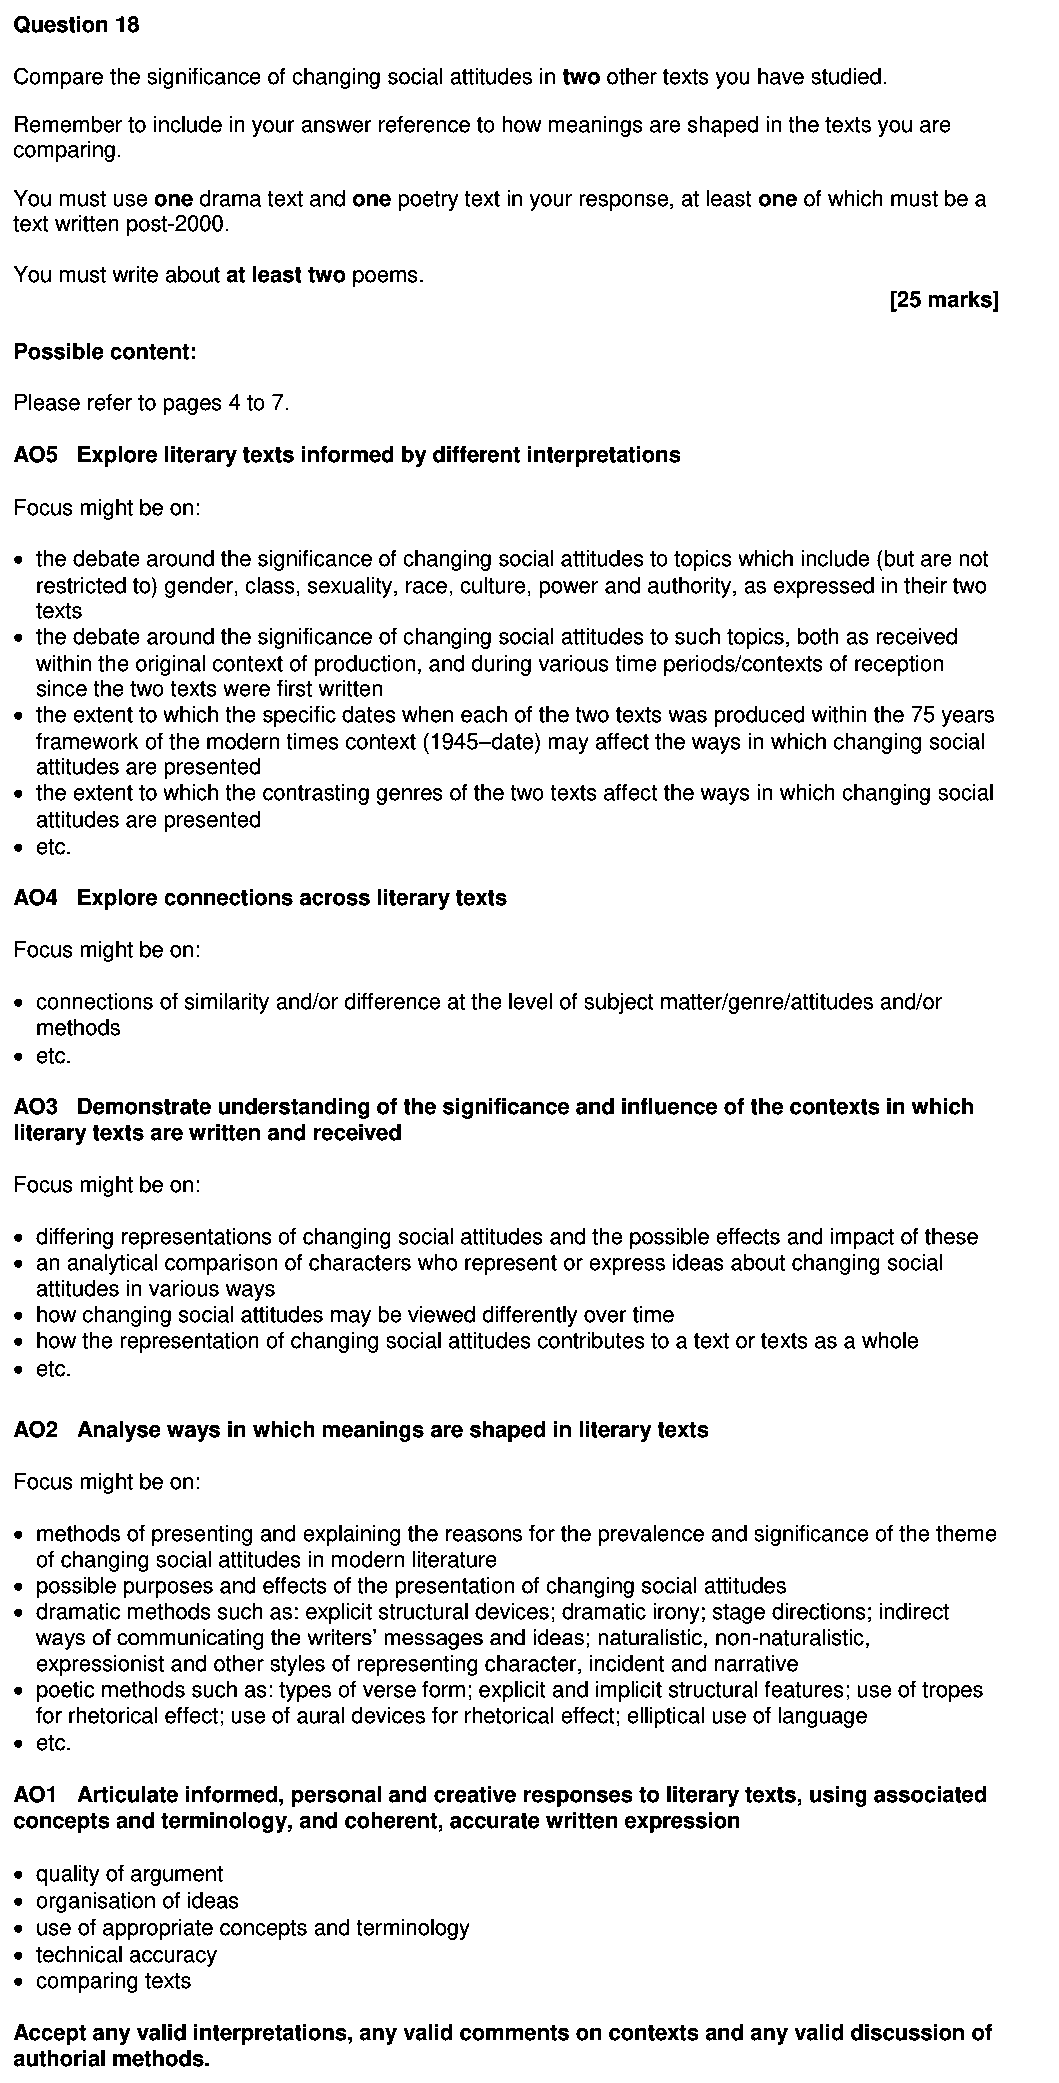 Question 18
Compare the significance of changing social attitudes in two other texts you have studied.
Remember to include in your answer reference to how meanings are shaped in the texts you are
comparing.
You must use one drama text and one poetry text in your response, at least one of which must be a
text written post-2000.
You must write about at least two poems.
[25 marks]
Possible content:
Please refer to pages 4 to 7.
AO5 Explore literary texts informed by different interpretations
Focus might be on:
• the debate around the significance of changing social attitudes to topics which include (but are not
restricted to) gender, class, sexuality, race, culture, power and authority, as expressed in their two
texts
• the debate around the significance of changing social attitudes to such topics, both as received
within the original context of production, and during various time periods/contexts of reception
since the two texts were first written
• the extent to which the specific dates when each of the two texts was produced within the 75 years
framework of the modern times context (1945–date) may affect the ways in which changing social
attitudes are presented
• the extent to which the contrasting genres of the two texts affect the ways in which changing social
attitudes are presented
• etc.
AO4 Explore connections across literary texts
Focus might be on:
• connections of similarity and/or difference at the level of subject matter/genre/attitudes and/or
methods
• etc.
AO3 Demonstrate understanding of the significance and influence of the contexts in which
literary texts are written and received
Focus might be on:
• differing representations of changing social attitudes and the possible effects and impact of these
• an analytical comparison of characters who represent or express ideas about changing social
attitudes in various ways
• how changing social attitudes may be viewed differently over time
• how the representation of changing social attitudes contributes to a text or texts as a whole
• etc.
AO2 Analyse ways in which meanings are shaped in literary texts
Focus might be on:
• methods of presenting and explaining the reasons for the prevalence and significance of the theme
of changing social attitudes in modern literature
• possible purposes and effects of the presentation of changing social attitudes
• dramatic methods such as: explicit structural devices; dramatic irony; stage directions; indirect
ways of communicating the writers' messages and ideas; naturalistic, non-naturalistic,
expressionist and other styles of representing character, incident and narrative
• poetic methods such as: types of verse form; explicit and implicit structural features; use of tropes
for rhetorical effect; use of aural devices for rhetorical effect; elliptical use of language
• etc.
AO1 Articulate informed, personal and creative responses to literary texts, using associated
concepts and terminology, and coherent, accurate written expression
• quality of argument
• organisation of ideas
• use of appropriate concepts and terminology
• technical accuracy
• comparing texts
Accept any valid interpretations, any valid comments on contexts and any valid discussion of
authorial methods.